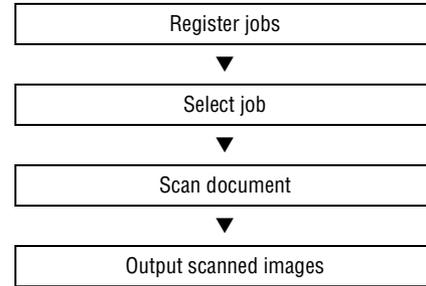 Register jobs
Select job
Scan document
Output scanned images